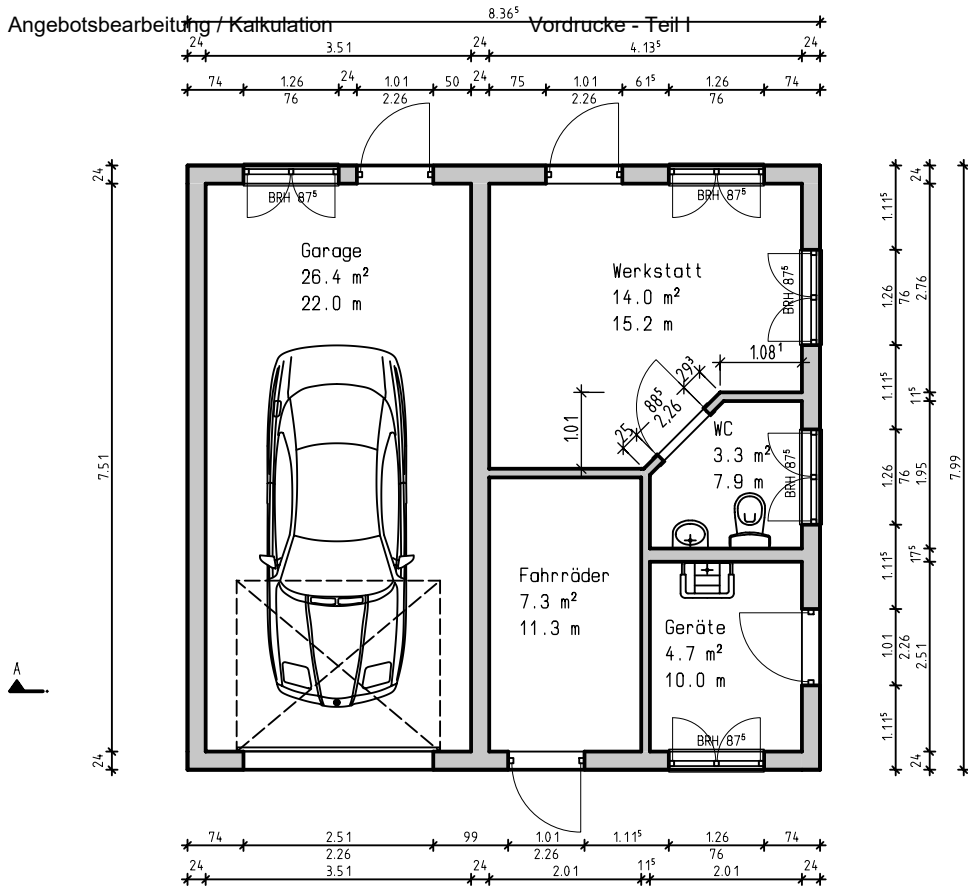 Angebotsbearbeitung / Kalkulation Vordrucke - Teil I
8.36⁵
24 3.51 24 4.13⁵ 24
74 1.26 24 1.01 50 24 75 1.01 61⁵ 1.26 74
76 2.26 2.26 76
BRH 87⁵
BRH 87⁵
24
7.51
24
Garage
26.4 m²
22.0 m
Werkstatt
14.0 m²
15.2 m
BRH 87⁵
1.08¹
29³
88⁵
2.26
25
1.01
WC
3.3 m²
7.9 m
BRH 87⁵
Fahrräder
7.3 m²
11.3 m
Geräte
4.7 m²
10.0 m
BRH 87⁵
A
1.11⁵
1.26
76
1.11⁵
1.26
76
1.11⁵
1.01
2.26
1.11⁵
24
2.76
11⁵
1.95
17⁵
2.51
24
7.99
74 2.51 99 1.01 1.11⁵ 1.26 74
2.26 2.26 76
24 3.51 24 2.01 11⁵ 2.01 24